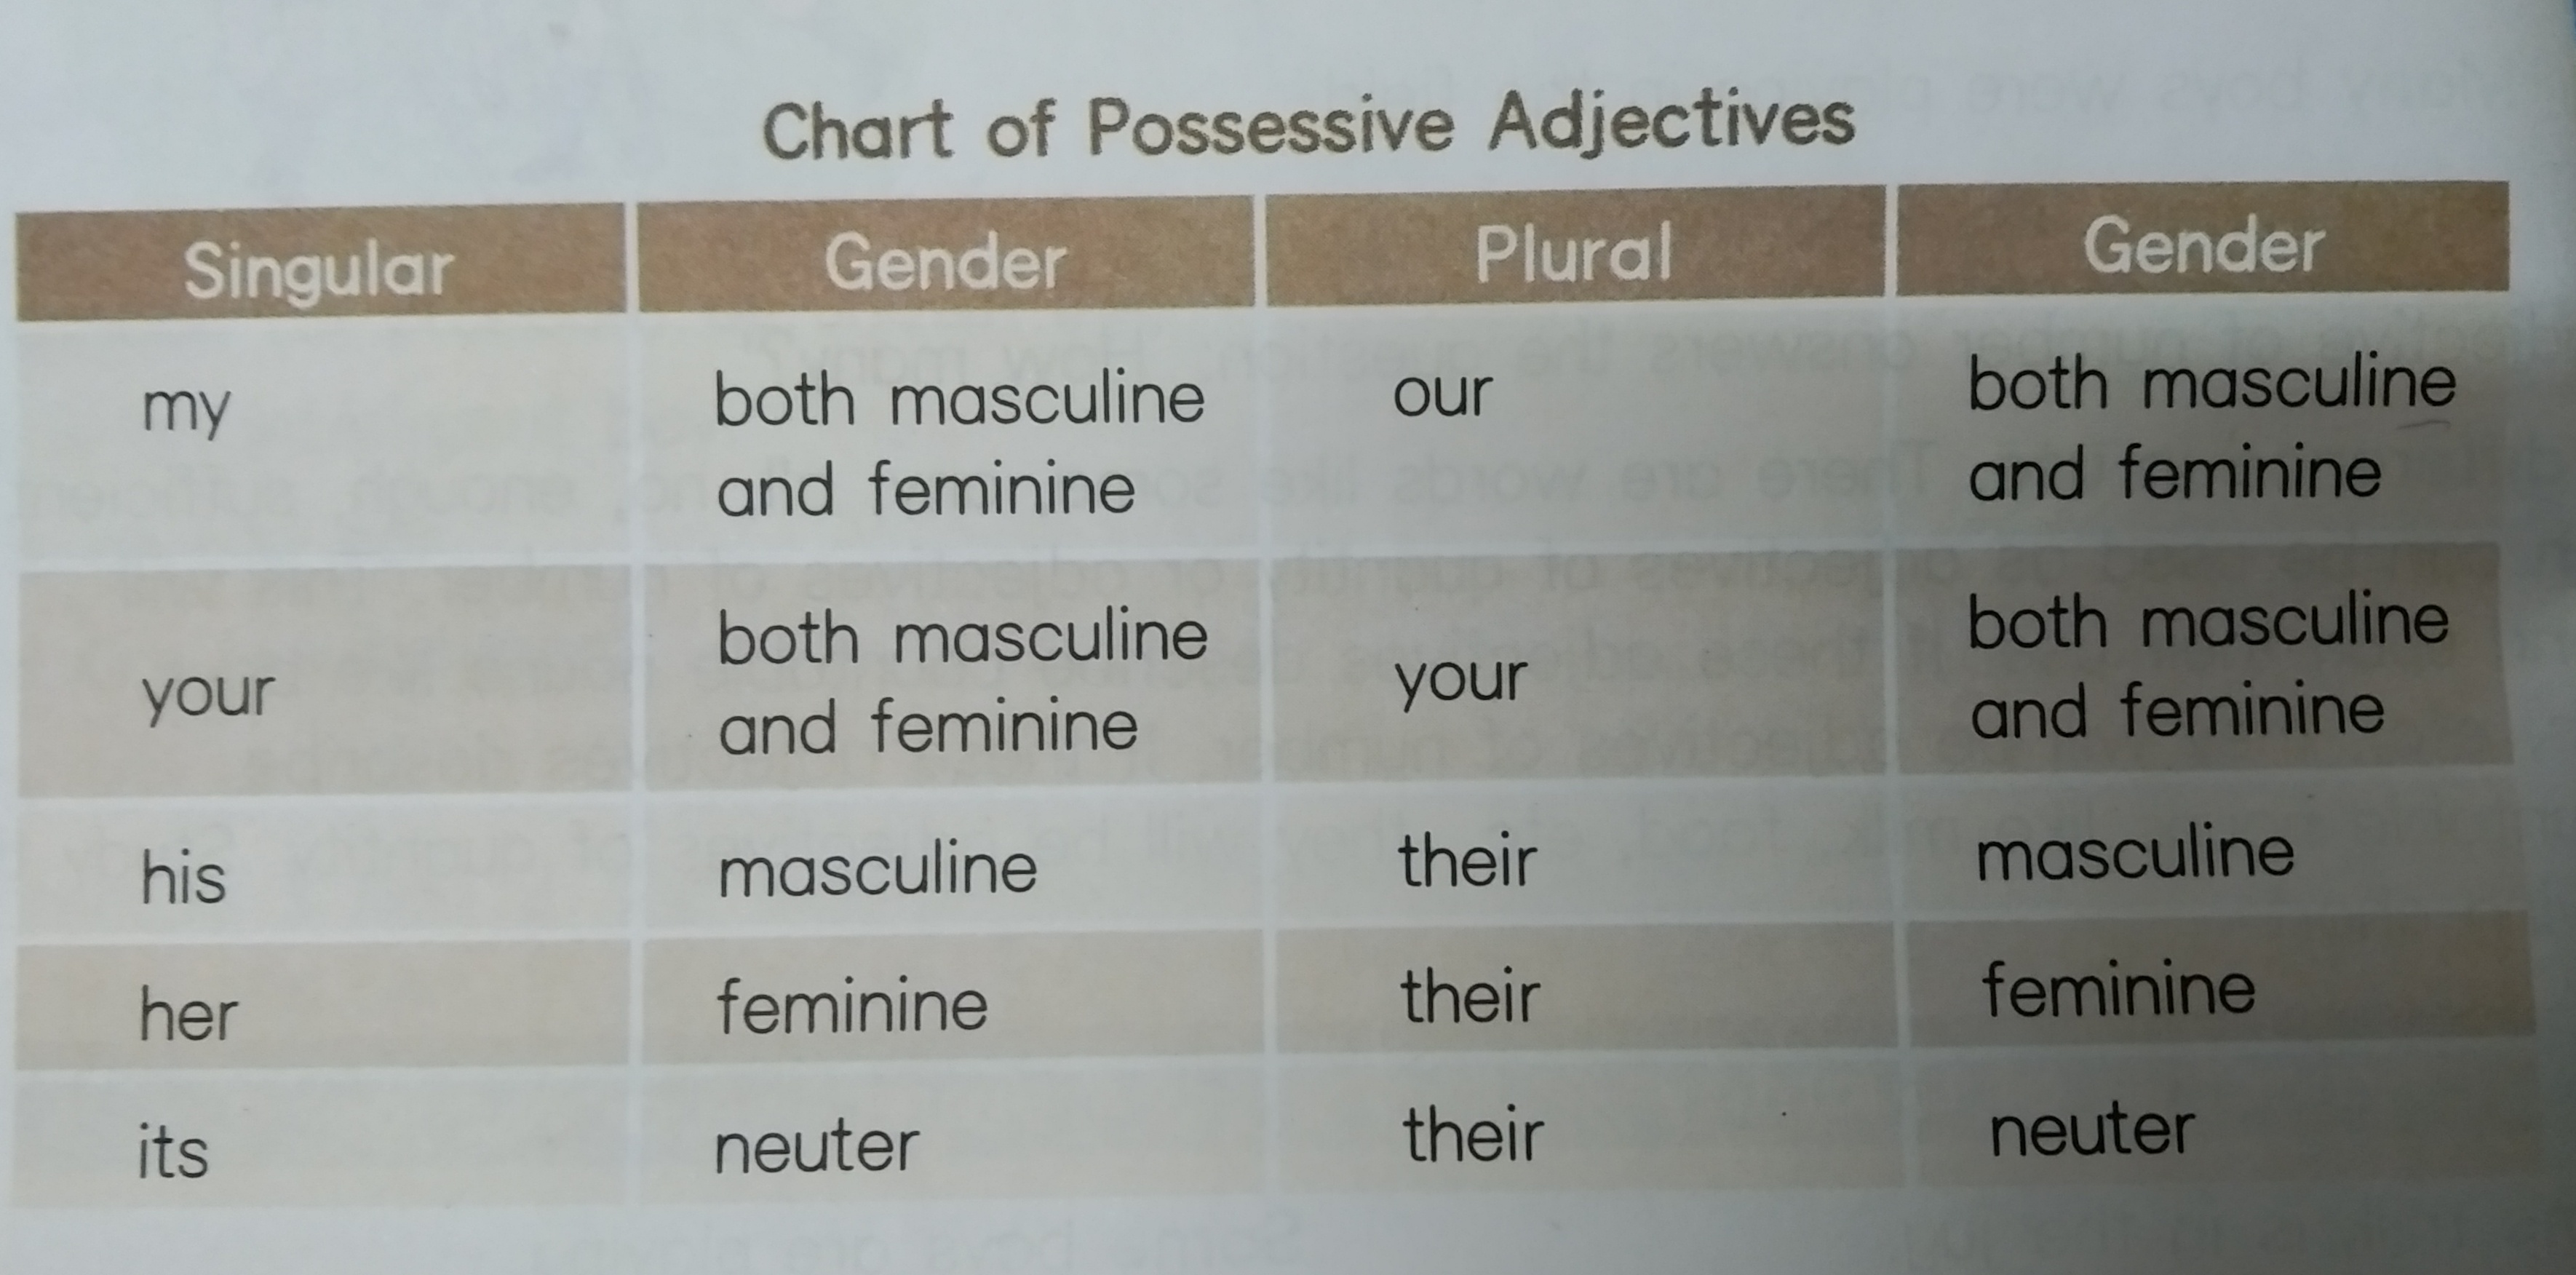 Chart of Possessive Adjectives
Singular Gender Plural Gender
my both masculine and feminine our both masculine and feminine
your both masculine and feminine your both masculine and feminine
his masculine their masculine
her feminine their feminine
its neuter their neuter